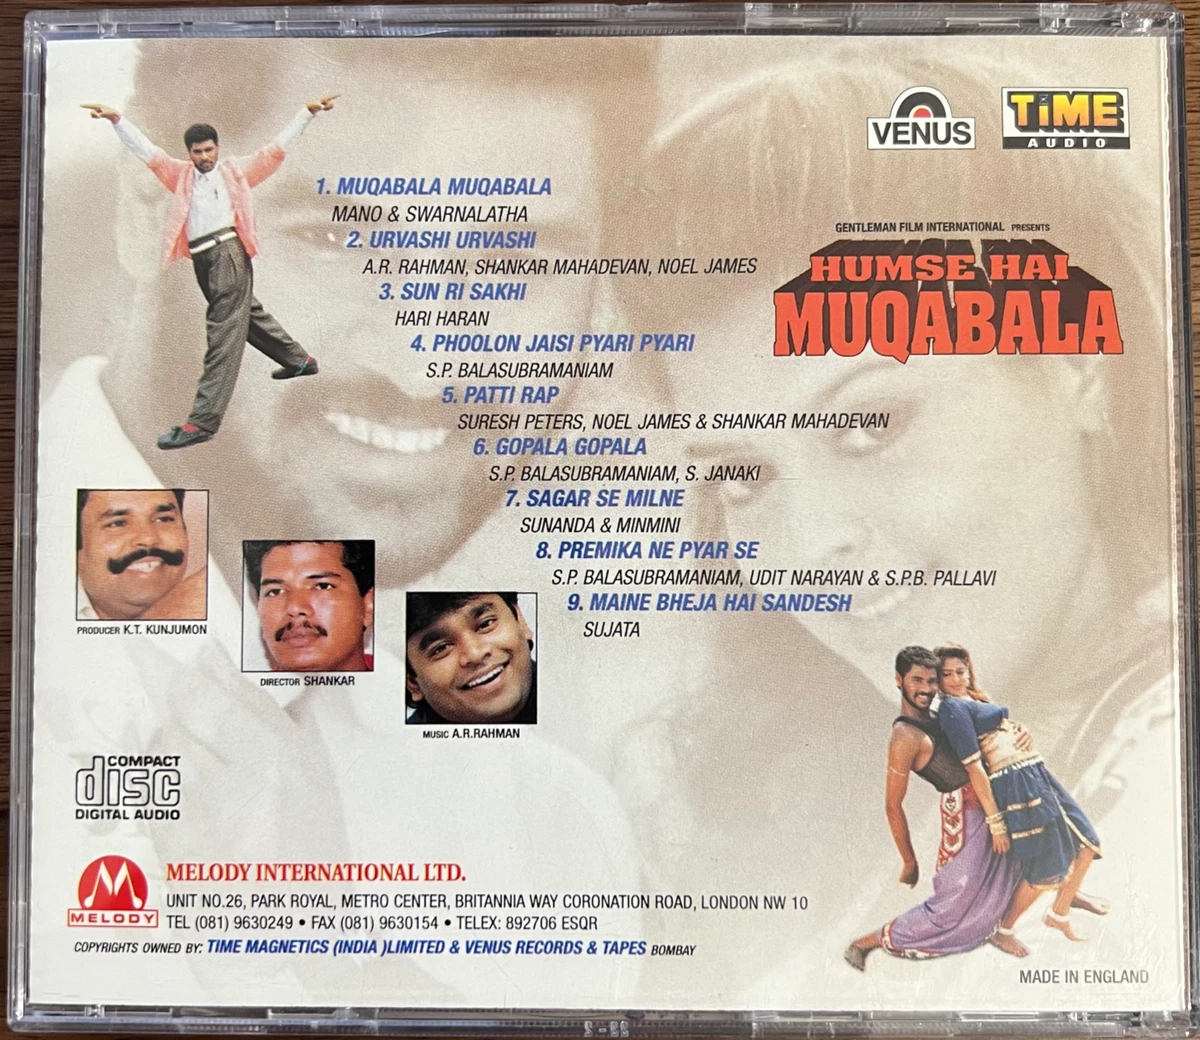 VENUS
TiME
AUDIO
1. MUQABALA MUQABALA
MANO & SWARNALATHA
2. URVASHI URVASHI
A.R. RAHMAN, SHANKAR MAHADEVAN, NOEL JAMES
3. SUN RI SAKHI
HARI HARAN
4. PHOOLON JAISI PYARI PYARI
S.P. BALASUBRAMANIAM
5. PATTI RAP
SURESH PETERS, NOEL JAMES & SHANKAR MAHADEVAN
6. GOPALA GOPALA
S.P. BALASUBRAMANIAM, S. JANAKI
7. SAGAR SE MILNE
SUNANDA & MINMINI
8. PREMIKA NE PYAR SE
S.P. BALASUBRAMANIAM, UDIT NARAYAN & S.P.B. PALLAVI
9. MAINE BHEJA HAI SANDESH
SUJATA
GENTLEMAN FILM INTERNATIONAL PRESENTS
HUMSE HAI
MUQABALA
PRODUCER K.T. KUNJUMON
DIRECTOR SHANKAR
MUSIC A.R.RAHMAN
COMPACT
disc
DIGITAL AUDIO
MELODY
MELODY INTERNATIONAL LTD.
UNIT NO.26, PARK ROYAL, METRO CENTER, BRITANNIA WAY CORONATION ROAD, LONDON NW 10
TEL (081) 9630249 • FAX (081) 9630154 • TELEX: 892706 ESQR
COPYRIGHTS OWNED BY: TIME MAGNETICS (INDIA )LIMITED & VENUS RECORDS & TAPES BOMBAY
MADE IN ENGLAND